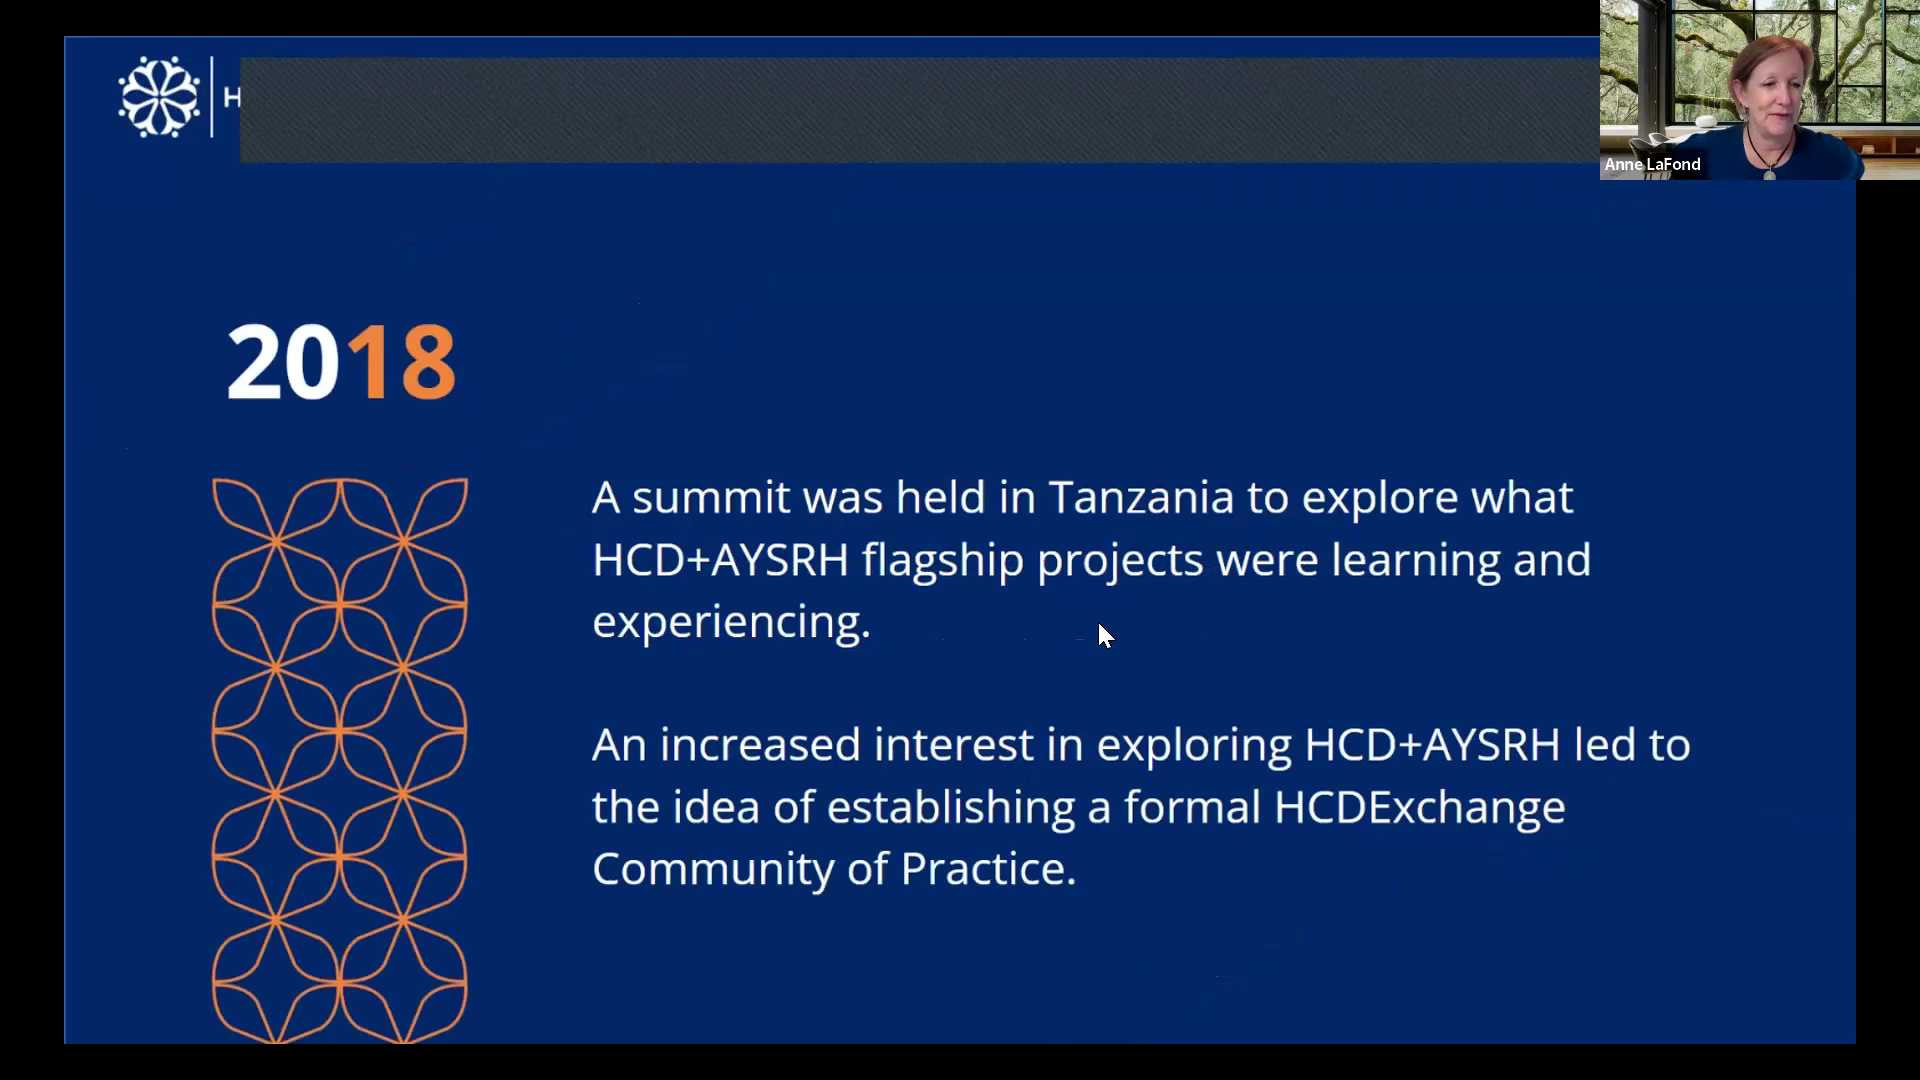 H
Anne LaFond
2018
A summit was held in Tanzania to explore what
HCD+AYSRH flagship projects were learning and
experiencing.
An increased interest in exploring HCD+AYSRH led to
the idea of establishing a formal HCDExchange
Community of Practice.